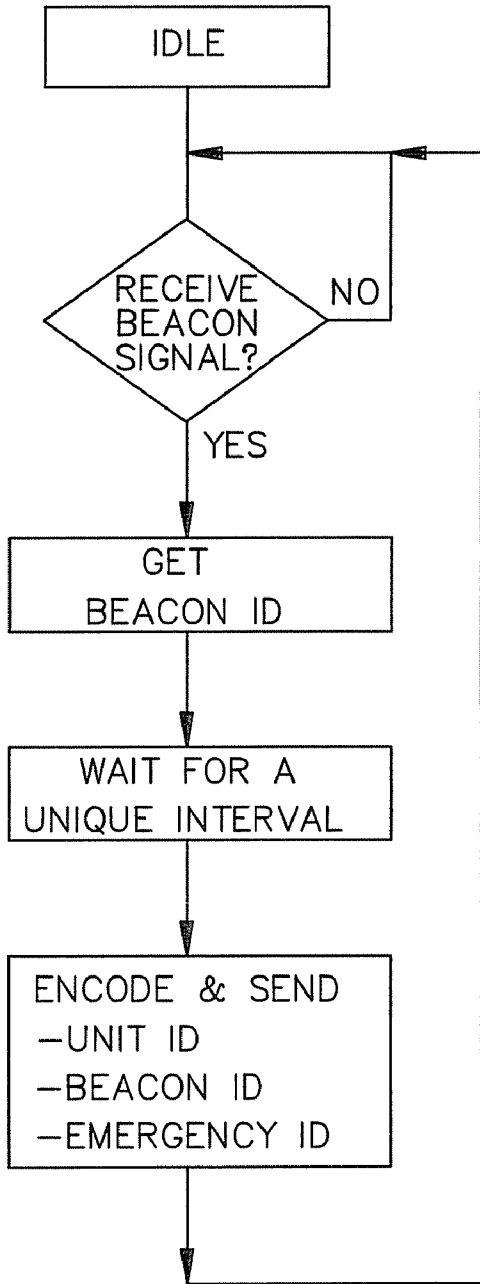 IDLE
RECEIVE
BEACON
SIGNAL?
NO
YES
GET
BEACON ID
WAIT FOR A
UNIQUE INTERVAL
ENCODE & SEND
-UNIT ID
-BEACON ID
-EMERGENCY ID